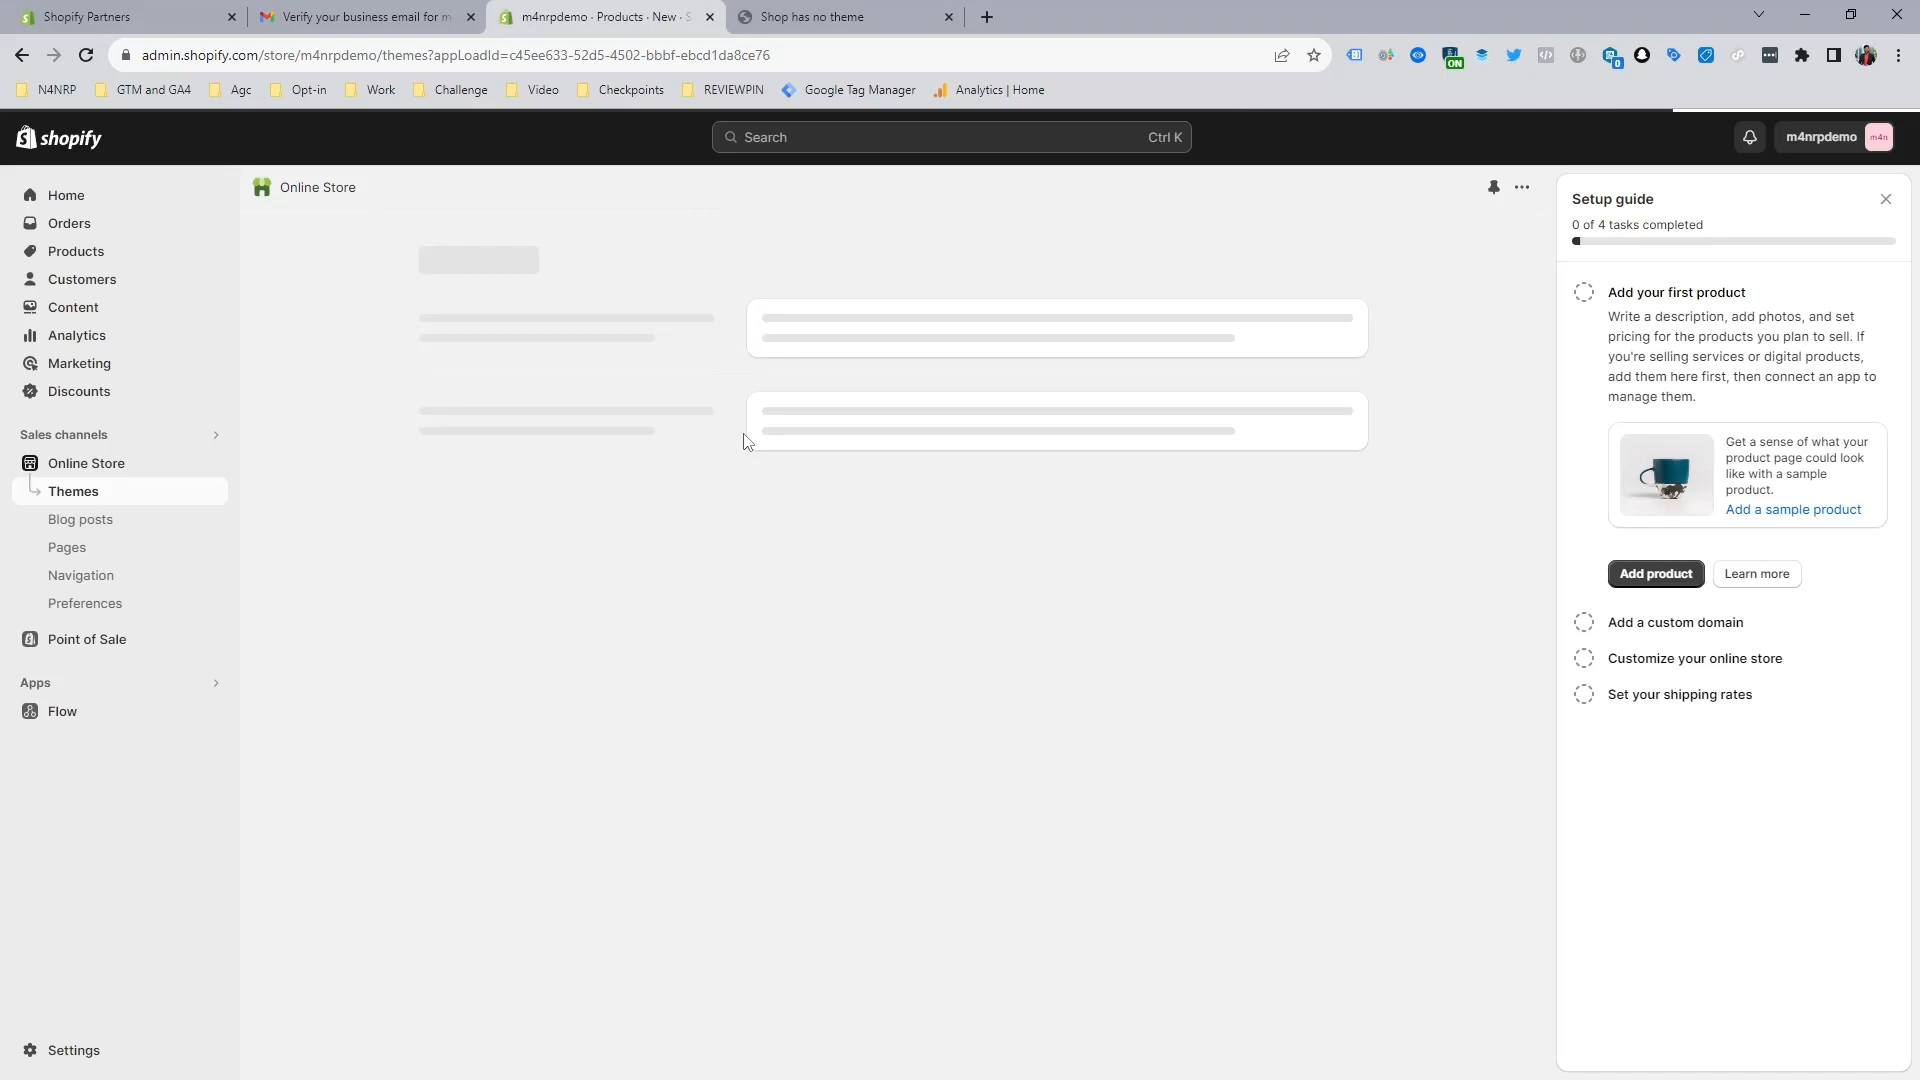 Shopify Partners
Verify your business email for m
m4nrpdemo · Products · New · S
Shop has no theme
admin.shopify.com/store/m4nrpdemo/themes?appLoadId=c45ee633-52d5-4502-bbbf-ebcd1da8ce76
ON
0
N4NRP
GTM and GA4
Agc
Opt-in
Work
Challenge
Video
Checkpoints
REVIEWPIN
Google Tag Manager
Analytics | Home
shopify
Search
Ctrl K
m4nrpdemo
m4n
Home
Orders
Products
Customers
Content
Analytics
Marketing
Discounts
Sales channels
Online Store
Themes
Blog posts
Pages
Navigation
Preferences
Point of Sale
Apps
Flow
Settings
Online Store
Setup guide
0 of 4 tasks completed
Add your first product
Write a description, add photos, and set
pricing for the products you plan to sell. If
you're selling services or digital products,
add them here first, then connect an app to
manage them.
Get a sense of what your
product page could look
like with a sample
product.
Add a sample product
Add product
Learn more
Add a custom domain
Customize your online store
Set your shipping rates